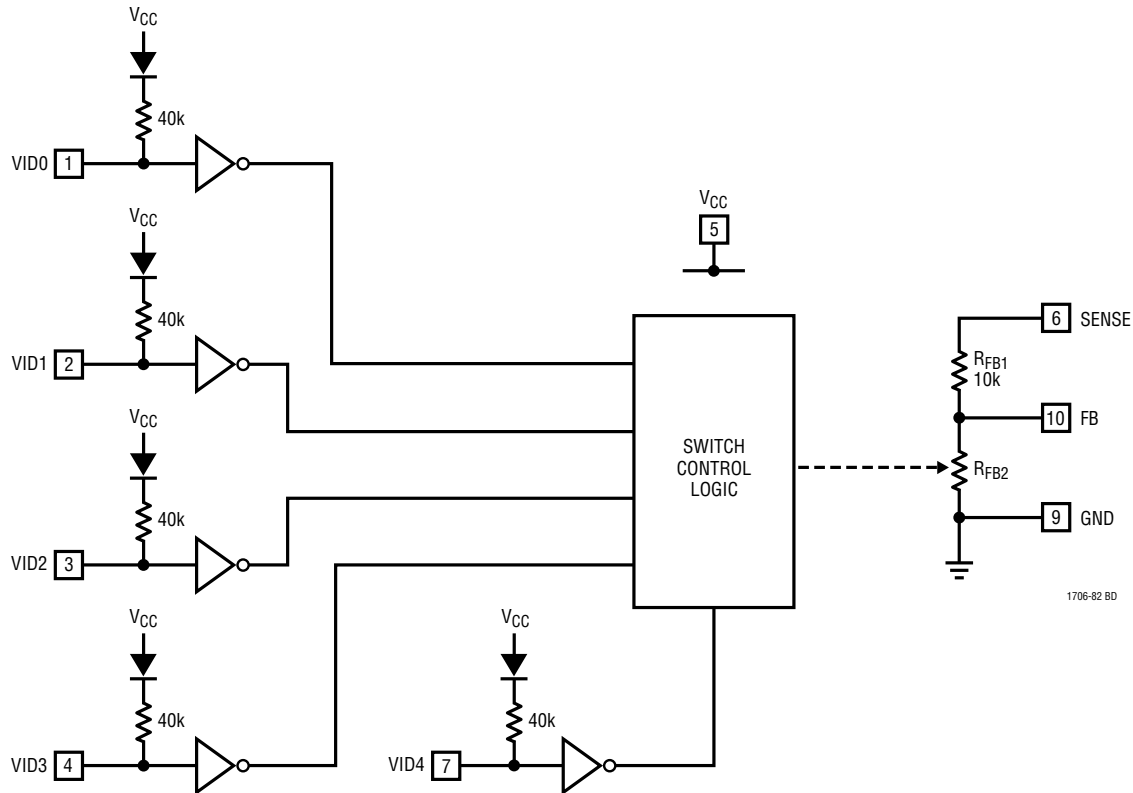 VCC
40k
VID0 1
VCC
40k
VID1 2
VCC
40k
VID2 3
VCC
40k
VID3 4
VCC
40k
VID4 7
VCC
5
SWITCH
CONTROL
LOGIC
6 SENSE
RFB1
10k
10 FB
RFB2
9 GND
1706-82 BD